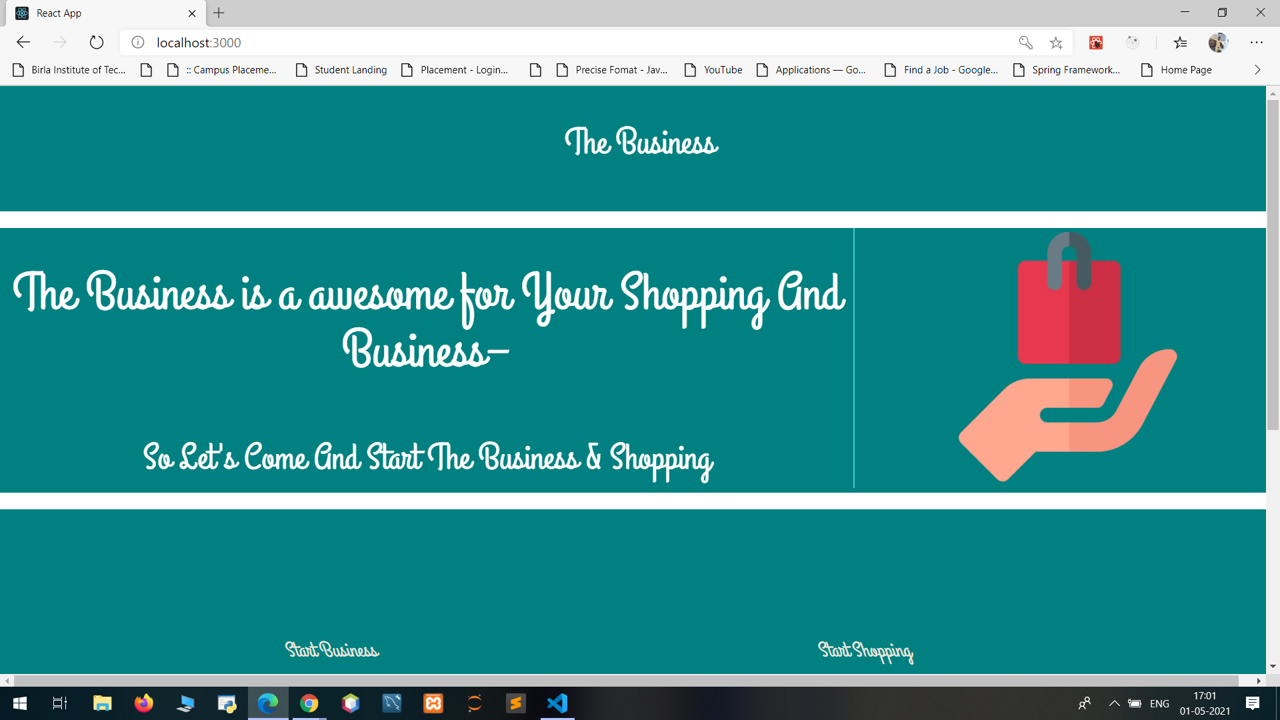 React App
localhost:3000
Birla Institute of Tec... :: Campus Placeme... Student Landing Placement - Login... Precise Fomat - Jav... YouTube Applications — Go... Find a Job - Google... Spring Framework... Home Page
The Business
The Business is a awesome for Your Shopping And
Business–
So Let's Come And Start The Business & Shopping
Start Business Start Shopping
ENG 17:01
01-05-2021